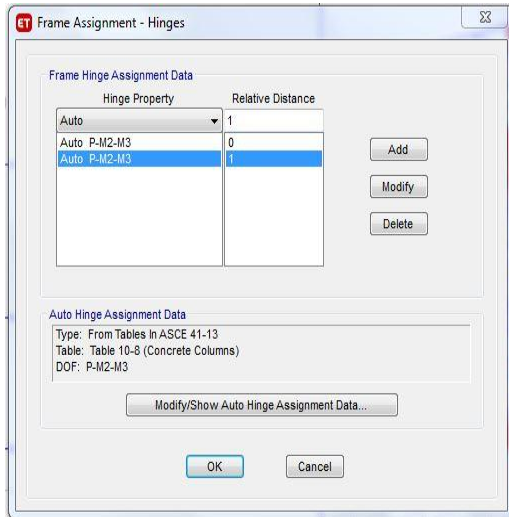 ET Frame Assignment - Hinges
Frame Hinge Assignment Data
Hinge Property Relative Distance
Auto 1
Auto P-M2-M3 0
Auto P-M2-M3 1
Add
Modify
Delete
Auto Hinge Assignment Data
Type: From Tables In ASCE 41-13
Table: Table 10-8 (Concrete Columns)
DOF: P-M2-M3
Modify/Show Auto Hinge Assignment Data...
OK Cancel